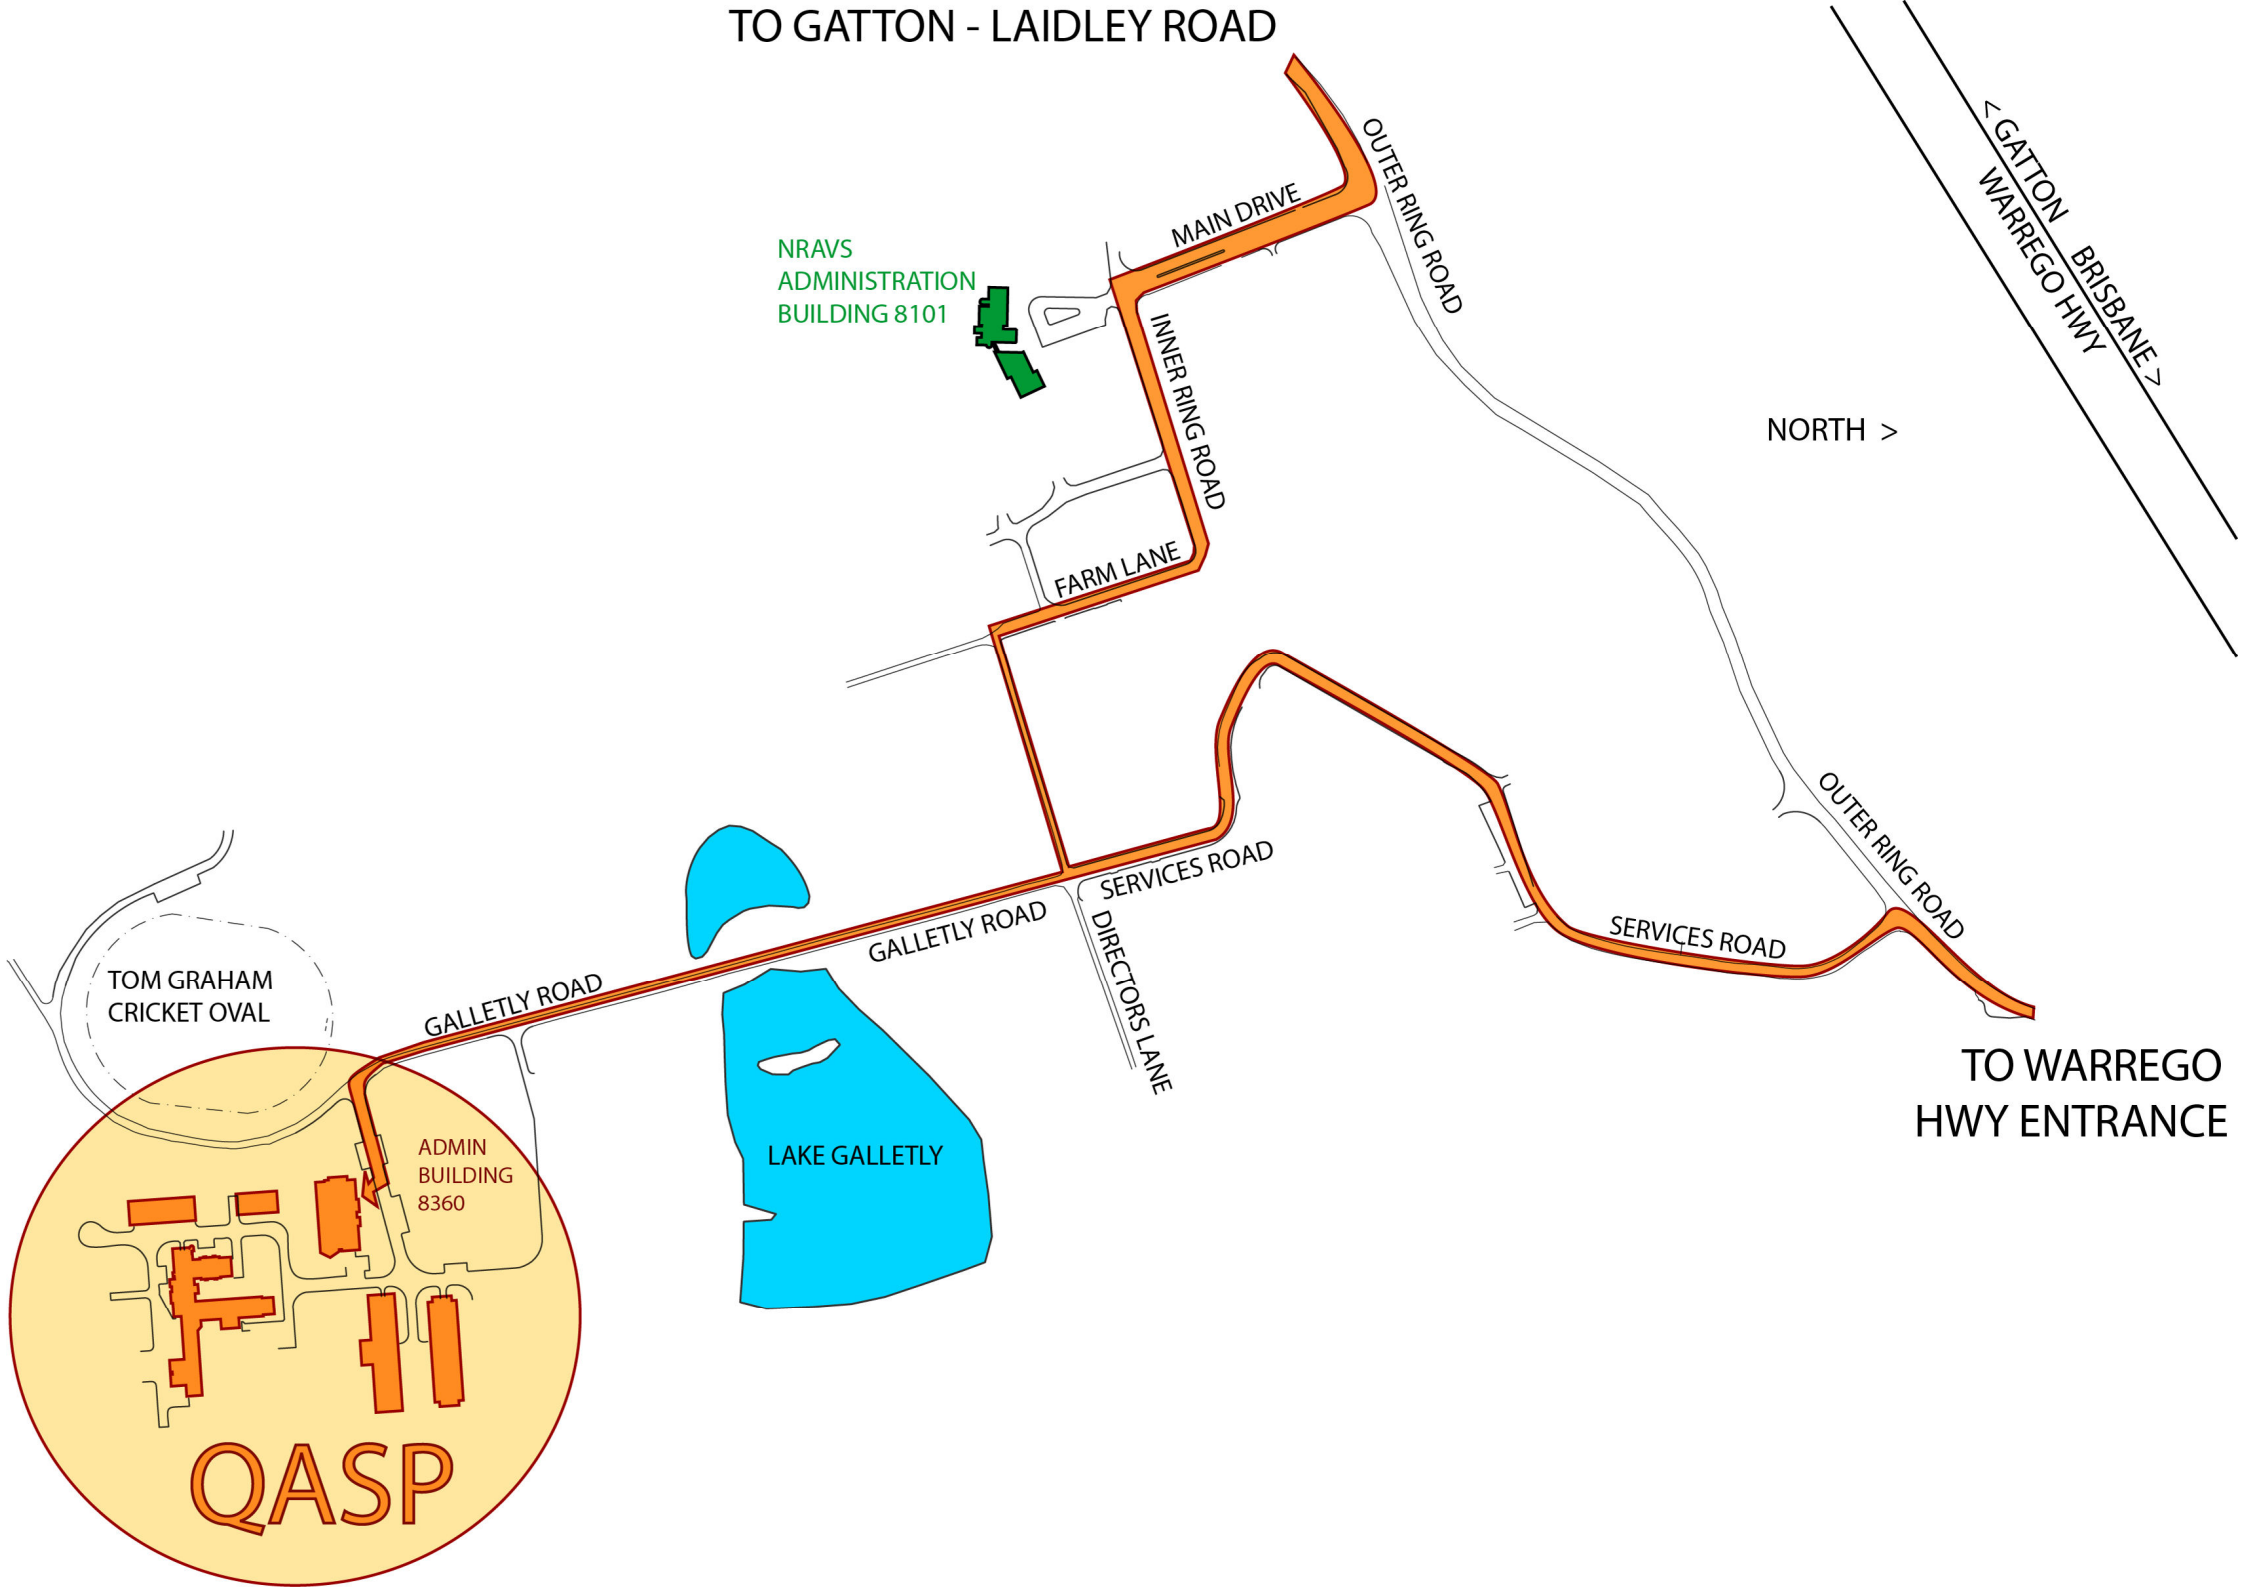 TO GATTON - LAIDLEY ROAD
< GATTON BRISBANE >
WARREGO HWY
OUTER RING ROAD
MAIN DRIVE
NRAVS
ADMINISTRATION
BUILDING 8101
INNER RING ROAD
NORTH >
FARM LANE
OUTER RING ROAD
SERVICES ROAD
GALLETLY ROAD
DIRECTORS LANE
SERVICES ROAD
TOM GRAHAM
CRICKET OVAL
GALLETLY ROAD
TO WARREGO
HWY ENTRANCE
ADMIN
BUILDING
8360
LAKE GALLETLY
QASP